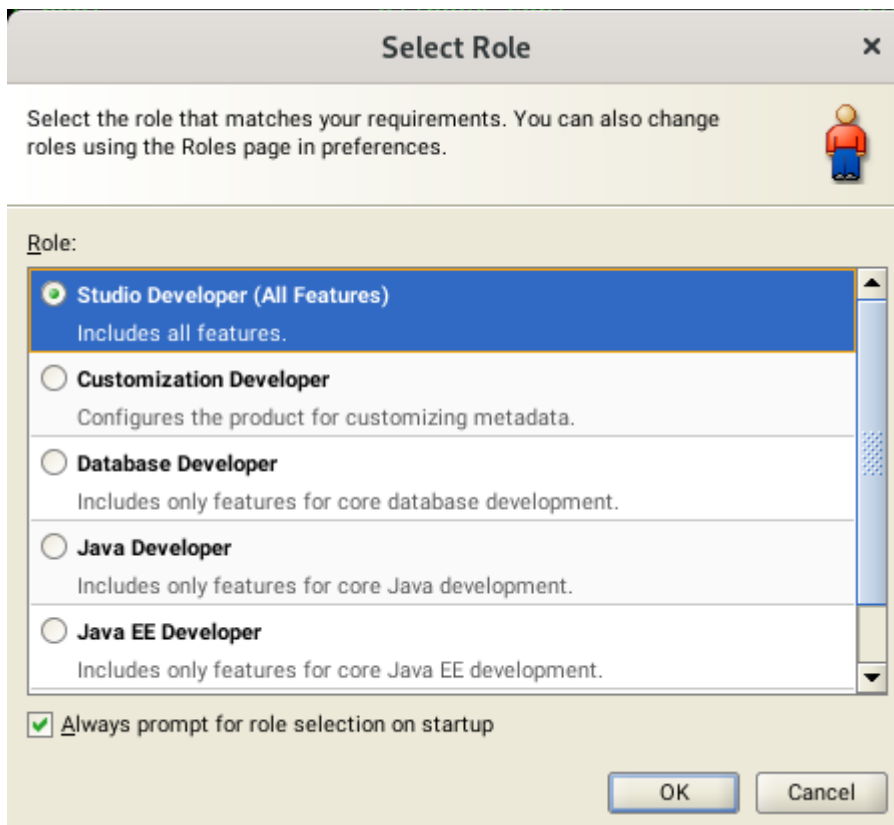 Select Role
Select the role that matches your requirements. You can also change
roles using the Roles page in preferences.
Role:
Studio Developer (All Features)
Includes all features.
Customization Developer
Configures the product for customizing metadata.
Database Developer
Includes only features for core database development.
Java Developer
Includes only features for core Java development.
Java EE Developer
Includes only features for core Java EE development.
Always prompt for role selection on startup
OK
Cancel